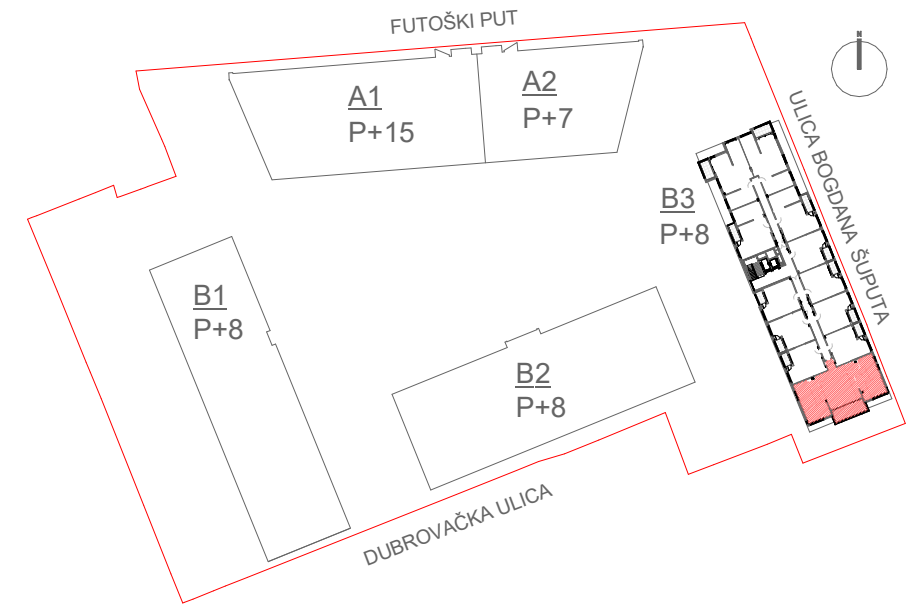 FUTOŠKI PUT
N
A1
P+15
A2
P+7
ULICA BOGDANA ŠUPUTA
B3
P+8
B1
P+8
B2
P+8
DUBROVAČKA ULICA